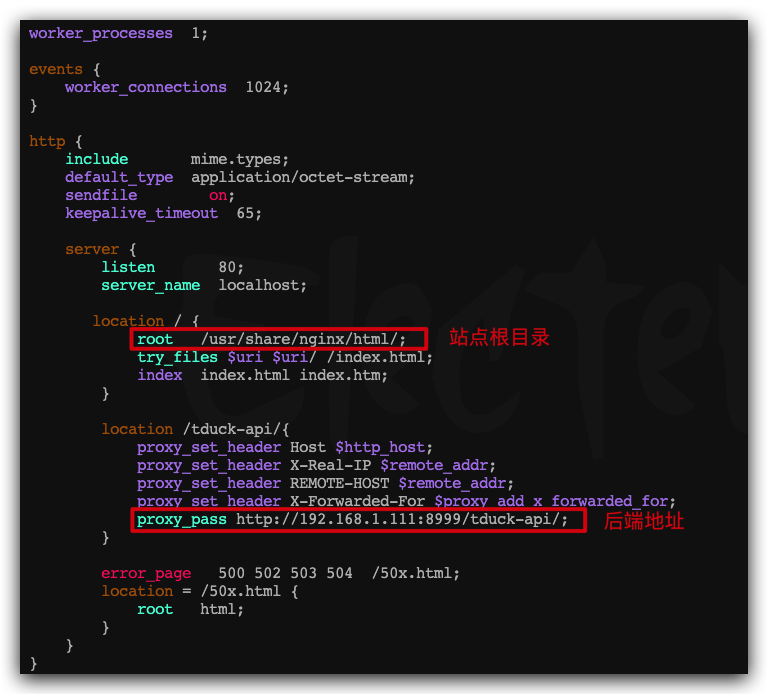 worker_processes  1;
events {
    worker_connections  1024;
}
http {
    include       mime.types;
    default_type  application/octet-stream;
    sendfile        on;
    keepalive_timeout  65;
    server {
        listen       80;
        server_name  localhost;
       location / {
            root   /usr/share/nginx/html/; 站点根目录
            try_files $uri $uri/ /index.html;
            index  index.html index.htm;
        }
        location /tduck-api/{
            proxy_set_header Host $http_host;
            proxy_set_header X-Real-IP $remote_addr;
            proxy_set_header REMOTE-HOST $remote_addr;
            proxy_set_header X-Forwarded-For $proxy_add_x_forwarded_for;
            proxy_pass http://192.168.1.111:8999/tduck-api/; 后端地址
        }
        error_page   500 502 503 504  /50x.html;
        location = /50x.html {
            root   html;
        }
    }
}